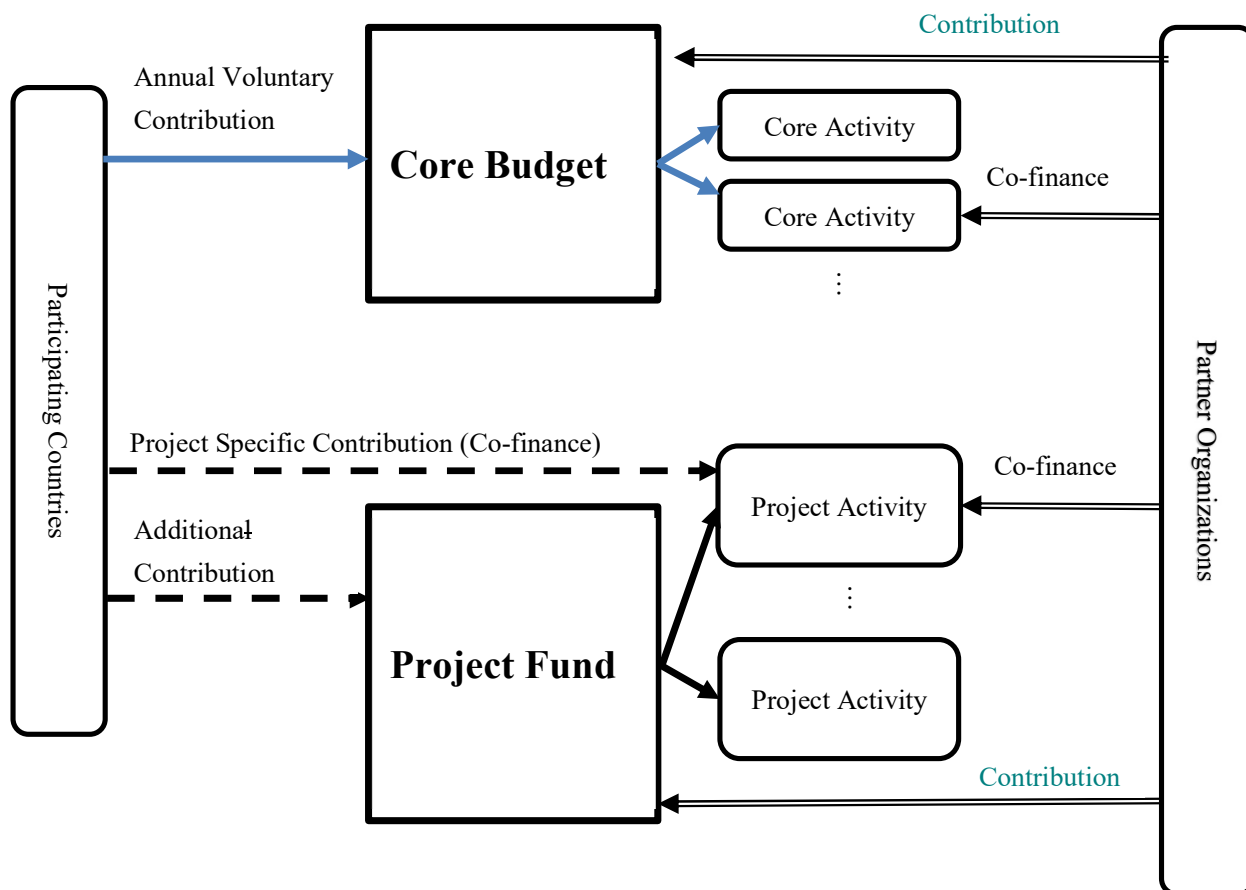 Contribution
Annual Voluntary
Contribution
Core Budget
Core Activity
Co-finance
Core Activity
⋮
Participating Countries
Partner Organizations
Project Specific Contribution (Co-finance)
Co-finance
Project Activity
Additional
Contribution
⋮
Project Fund
Project Activity
Contribution